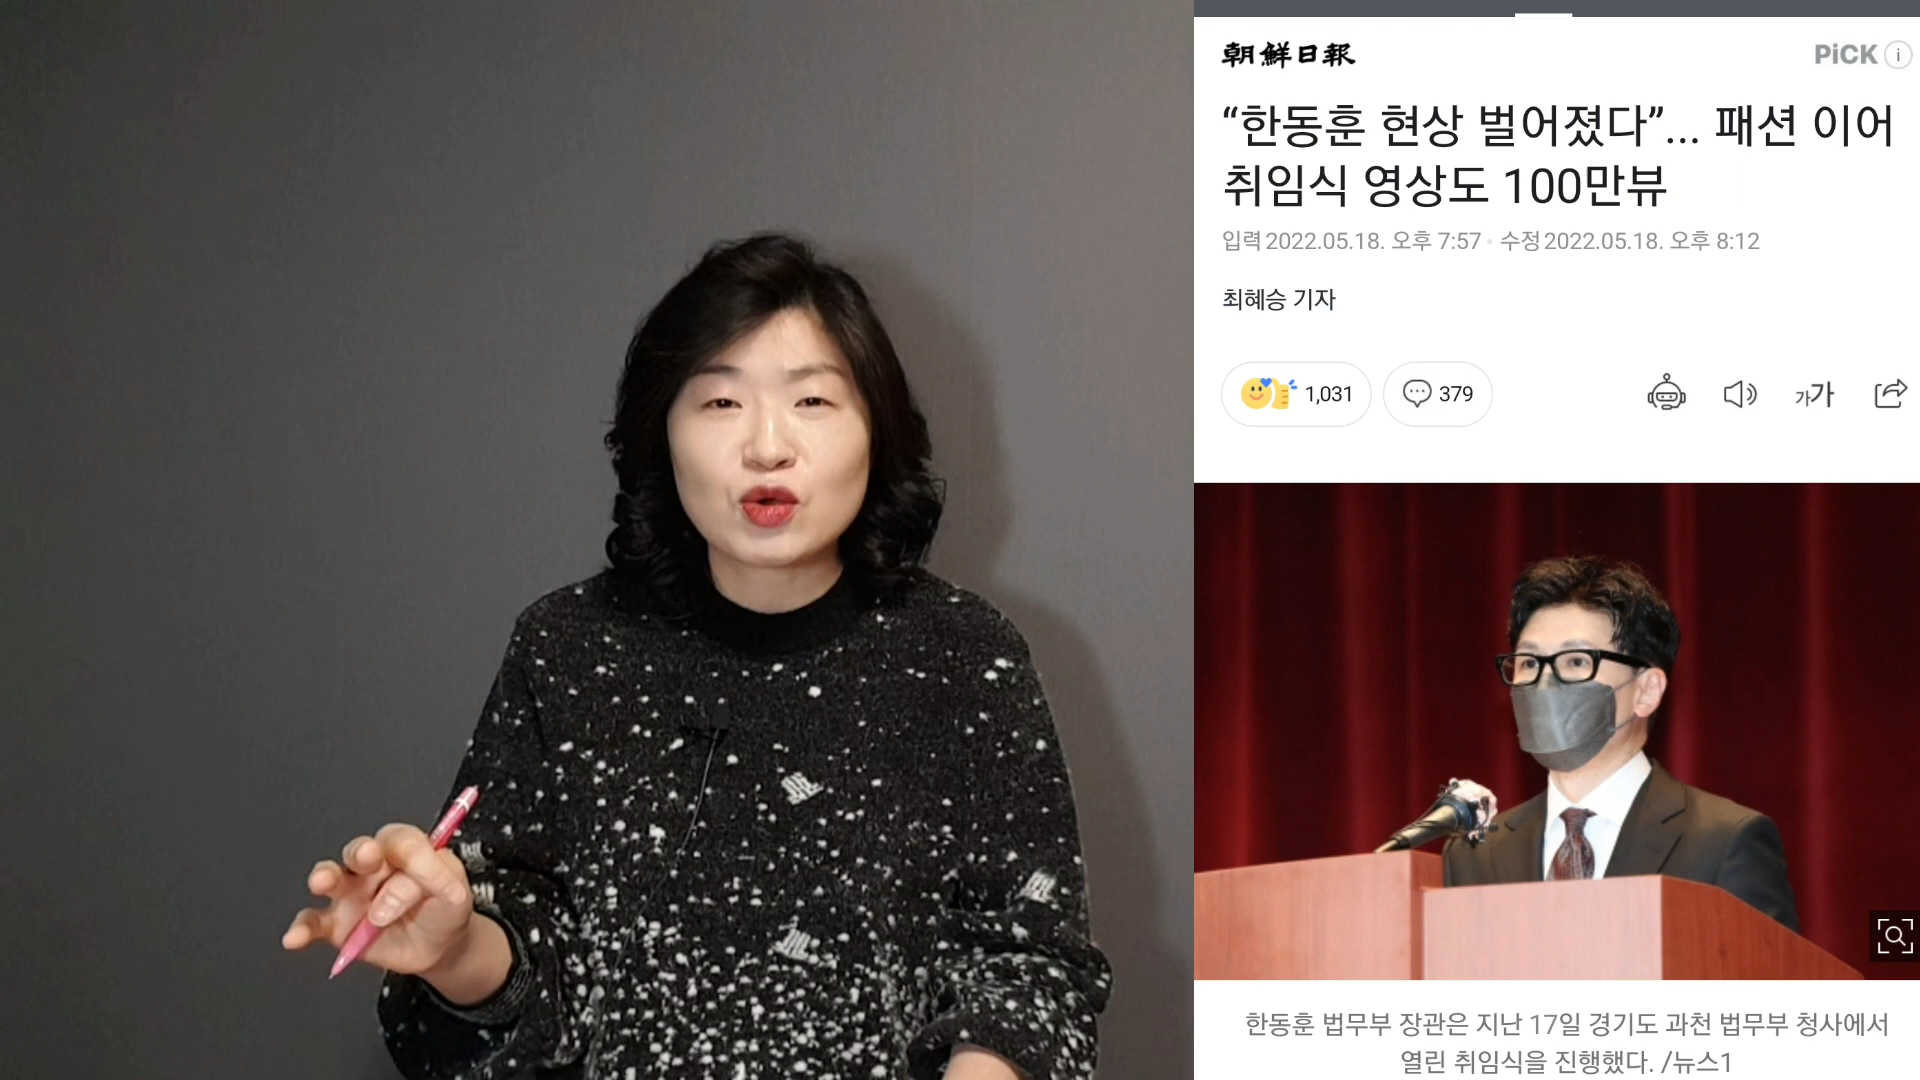 朝鮮日報
PiCK i
“한동훈 현상 벌어졌다”... 패션 이어
취임식 영상도 100만뷰
입력 2022.05.18. 오후 7:57 · 수정 2022.05.18. 오후 8:12
최혜승 기자
1,031 379 가가
한동훈 법무부 장관은 지난 17일 경기도 과천 법무부 청사에서
열린 취임식을 진행했다. /뉴스1